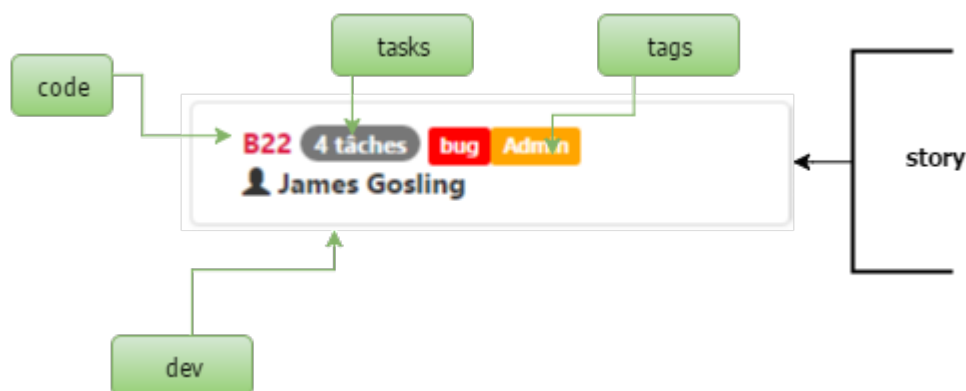 tasks
tags
code
B22 4 tâches bug Admin
James Gosling
story
dev